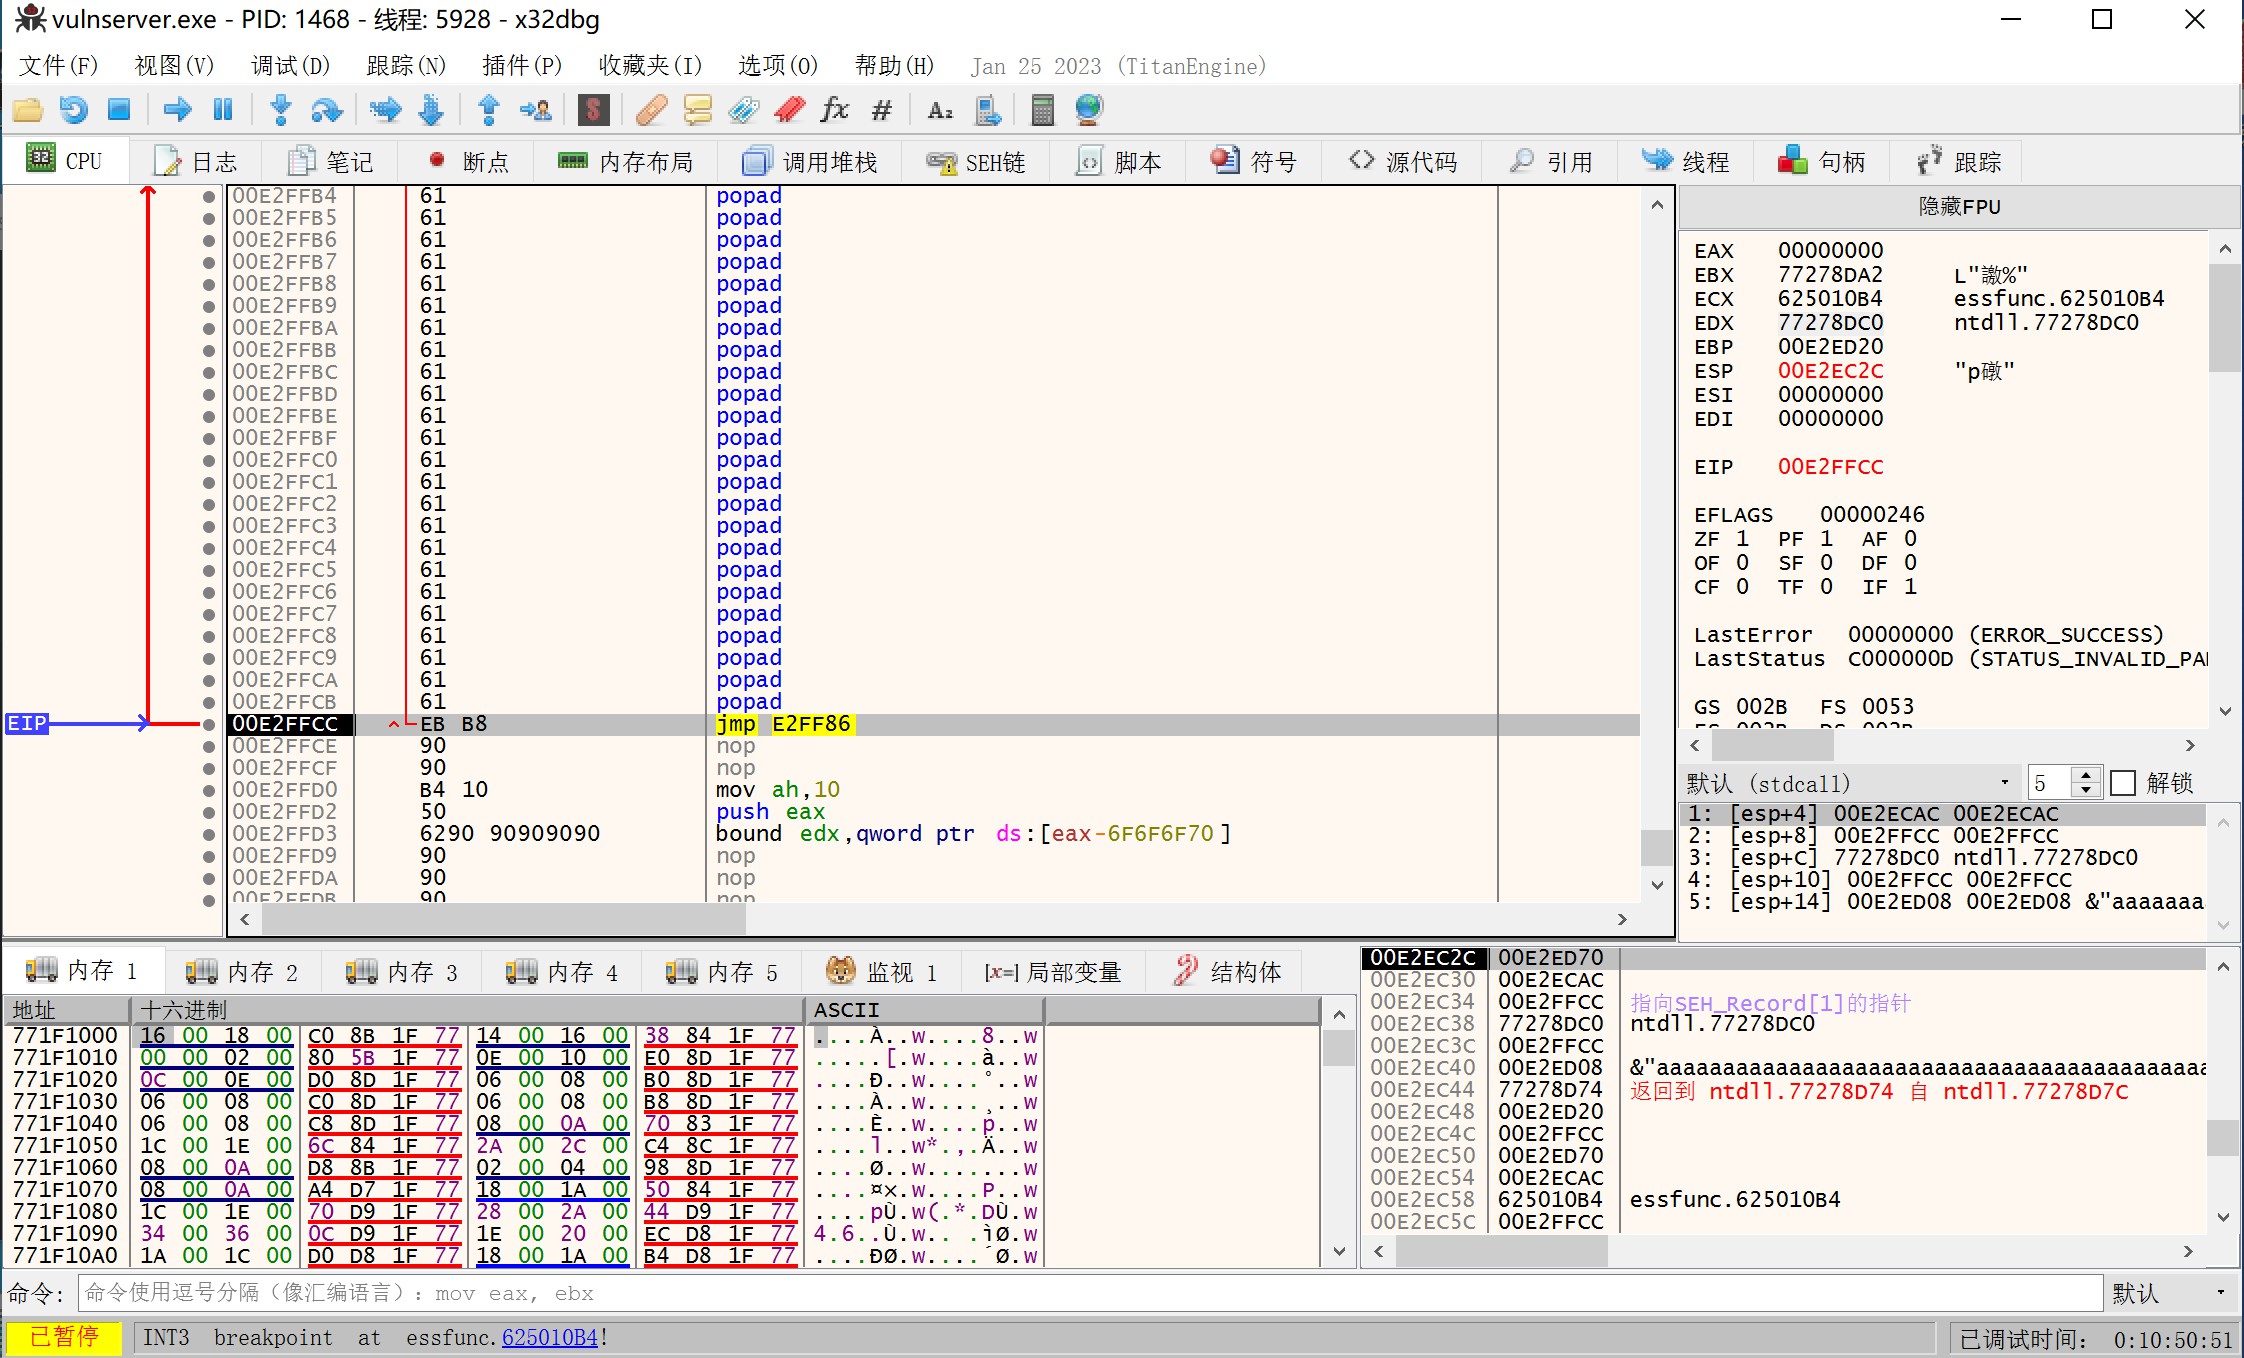 vulnserver.exe - PID: 1468 - 线程: 5928 - x32dbg
文件(F) 视图(V) 调试(D) 跟踪(N) 插件(P) 收藏夹(I) 选项(O) 帮助(H) Jan 25 2023 (TitanEngine)
CPU 日志 笔记 断点 内存布局 调用堆栈 SEH链 脚本 符号 源代码 引用 线程 句柄 跟踪
00E2FFB4 61 popad
00E2FFB5 61 popad
00E2FFB6 61 popad
00E2FFB7 61 popad
00E2FFB8 61 popad
00E2FFB9 61 popad
00E2FFBA 61 popad
00E2FFBB 61 popad
00E2FFBC 61 popad
00E2FFBD 61 popad
00E2FFBE 61 popad
00E2FFBF 61 popad
00E2FFC0 61 popad
00E2FFC1 61 popad
00E2FFC2 61 popad
00E2FFC3 61 popad
00E2FFC4 61 popad
00E2FFC5 61 popad
00E2FFC6 61 popad
00E2FFC7 61 popad
00E2FFC8 61 popad
00E2FFC9 61 popad
00E2FFCA 61 popad
00E2FFCB 61 popad
EIP 00E2FFCC EB B8 jmp E2FF86
00E2FFCE 90 nop
00E2FFCF 90 nop
00E2FFD0 B4 10 mov ah,10
00E2FFD2 50 push eax
00E2FFD3 6290 90909090 bound edx,qword ptr ds:[eax-6F6F6F70]
00E2FFD9 90 nop
00E2FFDA 90 nop
00E2FFDB 90 nop
隐藏FPU
EAX 00000000
EBX 77278DA2 L"譤%"
ECX 625010B4 essfunc.625010B4
EDX 77278DC0 ntdll.77278DC0
EBP 00E2ED20
ESP 00E2EC2C "p礅"
ESI 00000000
EDI 00000000
EIP 00E2FFCC
EFLAGS 00000246
ZF 1 PF 1 AF 0
OF 0 SF 0 DF 0
CF 0 TF 0 IF 1
LastError 00000000 (ERROR_SUCCESS)
LastStatus C000000D (STATUS_INVALID_PA
GS 002B FS 0053
ES 002B DS 002B
默认 (stdcall) 5 解锁
1: [esp+4] 00E2ECAC 00E2ECAC
2: [esp+8] 00E2FFCC 00E2FFCC
3: [esp+C] 77278DC0 ntdll.77278DC0
4: [esp+10] 00E2FFCC 00E2FFCC
5: [esp+14] 00E2ED08 00E2ED08 &"aaaaaaa
内存 1 内存 2 内存 3 内存 4 内存 5 监视 1 [x=] 局部变量 结构体
地址 十六进制 ASCII
771F1000 16 00 18 00 C0 8B 1F 77 14 00 16 00 38 84 1F 77 ....À..w....8..w
771F1010 00 00 02 00 80 5B 1F 77 0E 00 10 00 E0 8D 1F 77 .....[.w....à..w
771F1020 0C 00 0E 00 D0 8D 1F 77 06 00 08 00 B0 8D 1F 77 ....Ð..w....°..w
771F1030 06 00 08 00 C0 8D 1F 77 06 00 08 00 B8 8D 1F 77 ....À..w....¸..w
771F1040 06 00 08 00 C8 8D 1F 77 08 00 0A 00 70 83 1F 77 ....È..w....p..w
771F1050 1C 00 1E 00 6C 84 1F 77 2A 00 2C 00 C4 8C 1F 77 ....l..w*.,.Ä..w
771F1060 08 00 0A 00 D8 8B 1F 77 02 00 04 00 98 8D 1F 77 ....Ø..w.......w
771F1070 08 00 0A 00 A4 D7 1F 77 18 00 1A 00 50 84 1F 77 ....¤×.w....P..w
771F1080 1C 00 1E 00 70 D9 1F 77 28 00 2A 00 44 D9 1F 77 ....pÙ.w(.*.DÙ.w
771F1090 34 00 36 00 0C D9 1F 77 1E 00 20 00 EC D8 1F 77 4.6..Ù.w.. .ìØ.w
771F10A0 1A 00 1C 00 D0 D8 1F 77 18 00 1A 00 B4 D8 1F 77 ....ÐØ.w....´Ø.w
00E2EC2C 00E2ED70
00E2EC30 00E2ECAC
00E2EC34 00E2FFCC 指向SEH_Record[1]的指针
00E2EC38 77278DC0 ntdll.77278DC0
00E2EC3C 00E2FFCC
00E2EC40 00E2ED08 &"aaaaaaaaaaaaaaaaaaaaaaaaaaaaaaaaaaaaaaaaaa
00E2EC44 77278D74 返回到 ntdll.77278D74 自 ntdll.77278D7C
00E2EC48 00E2ED20
00E2EC4C 00E2FFCC
00E2EC50 00E2ED70
00E2EC54 00E2ECAC
00E2EC58 625010B4 essfunc.625010B4
00E2EC5C 00E2FFCC
命令: 命令使用逗号分隔（像汇编语言）: mov eax, ebx 默认
已暂停 INT3 breakpoint at essfunc.625010B4! 已调试时间: 0:10:50:51